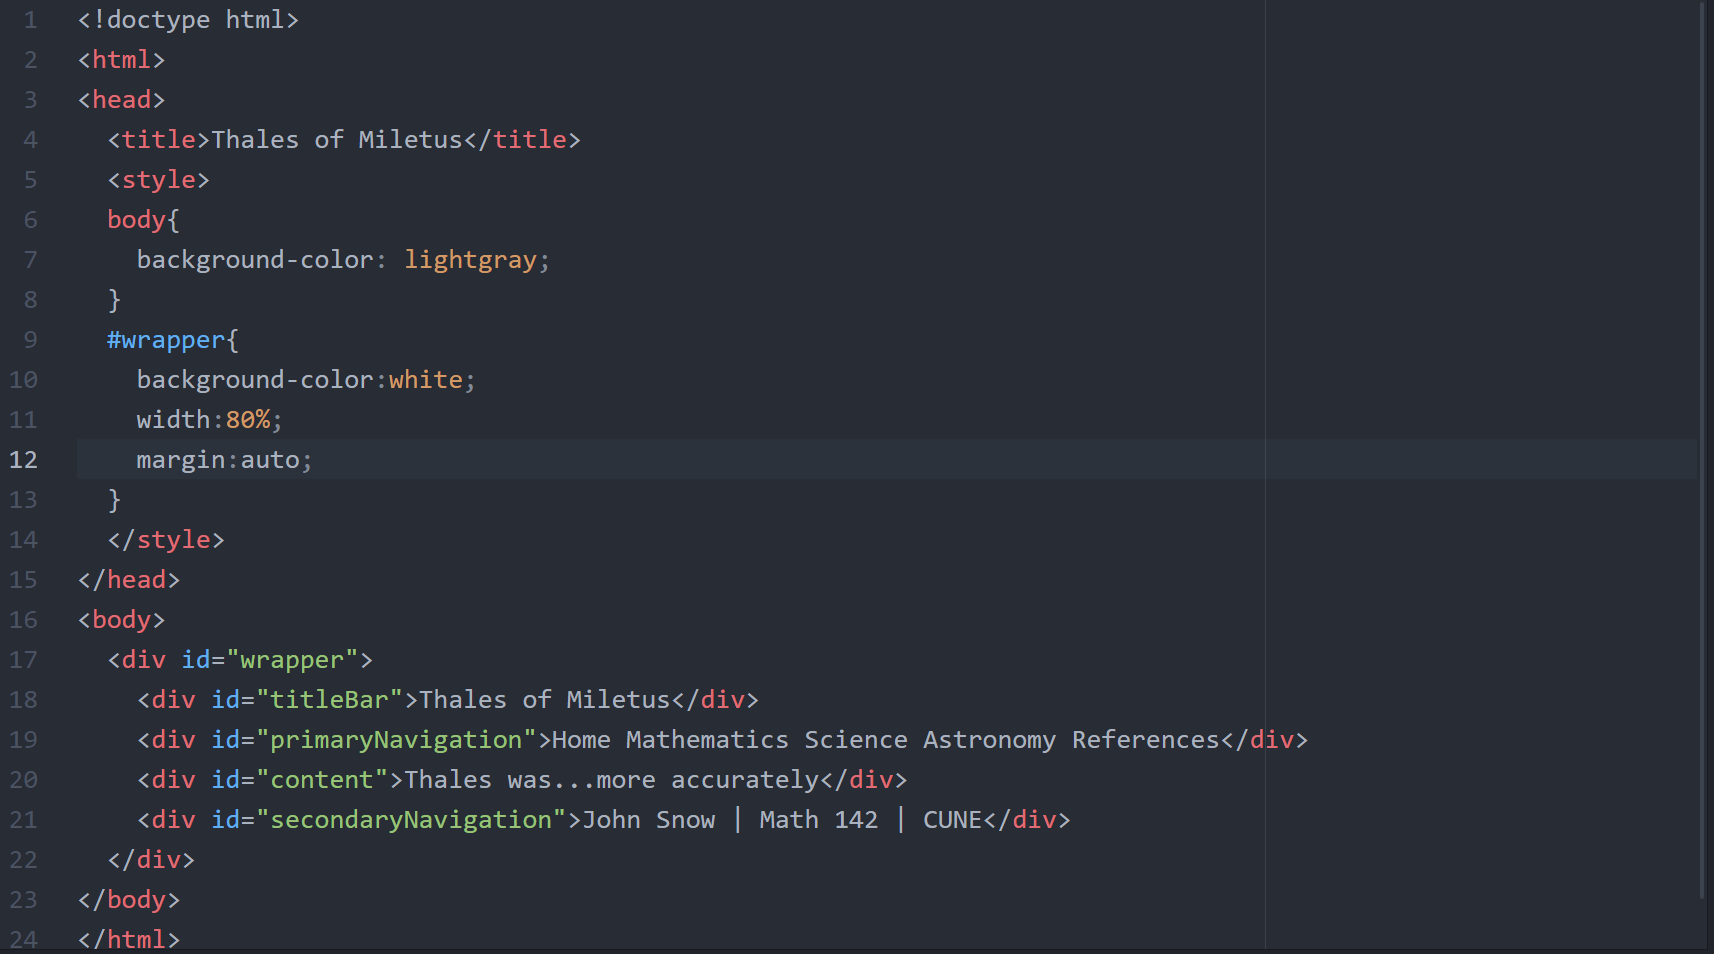 1 <!doctype html>
2 <html>
3 <head>
4   <title>Thales of Miletus</title>
5   <style>
6   body{
7     background-color: lightgray;
8   }
9   #wrapper{
10     background-color:white;
11     width:80%;
12     margin:auto;
13   }
14   </style>
15 </head>
16 <body>
17   <div id="wrapper">
18     <div id="titleBar">Thales of Miletus</div>
19     <div id="primaryNavigation">Home Mathematics Science Astronomy References</div>
20     <div id="content">Thales was...more accurately</div>
21     <div id="secondaryNavigation">John Snow | Math 142 | CUNE</div>
22   </div>
23 </body>
24 </html>